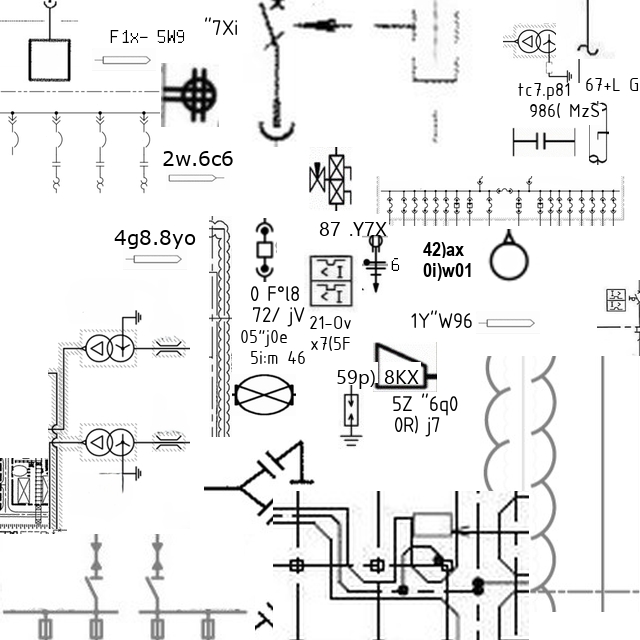 F1x- 5W9
"7Xi
tc7.p81
67+L G
986( MzS
2w.6c6
87 .Y7X
4g8.8yo
42)ax
0i)w01
6
0 F°l8
72/ jV
21-0v
x7(5F
05"j0e
5i:m 46
1Y"W96
59p) 8KX
5Z "6q0
0R) j7